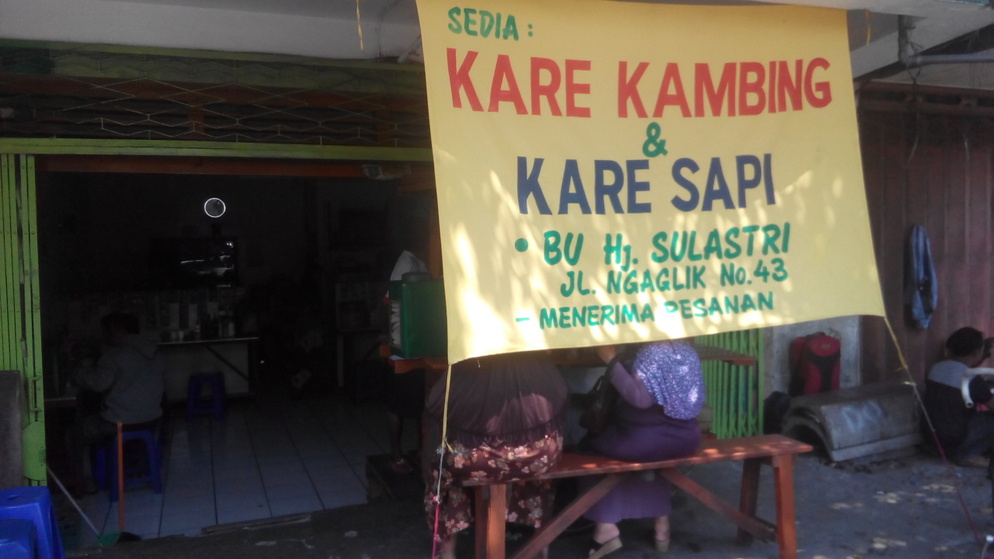 SEDIA :
KARE KAMBING
&
KARE SAPI
• BU Hj. SULASTRI
JL. NGAGLIK No. 43
- MENERIMA PESANAN